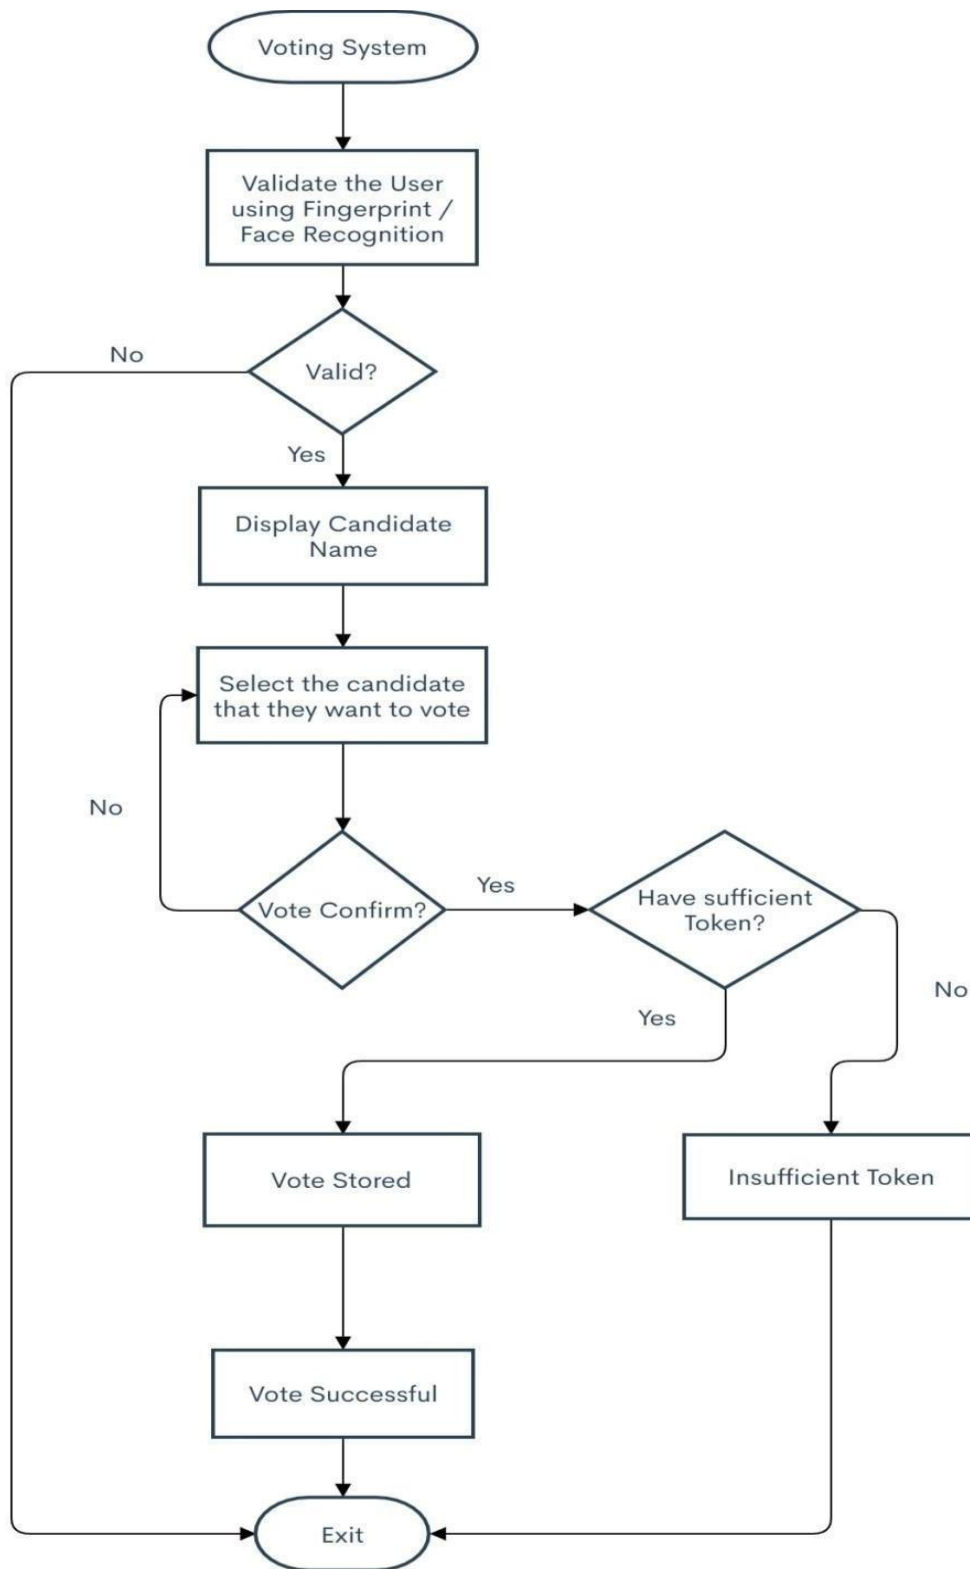 Voting System
Validate the User
using Fingerprint /
Face Recognition
No
Valid?
Yes
Display Candidate
Name
Select the candidate
that they want to vote
No
Vote Confirm?
Yes
Have sufficient
Token?
No
Yes
Vote Stored
Insufficient Token
Vote Successful
Exit